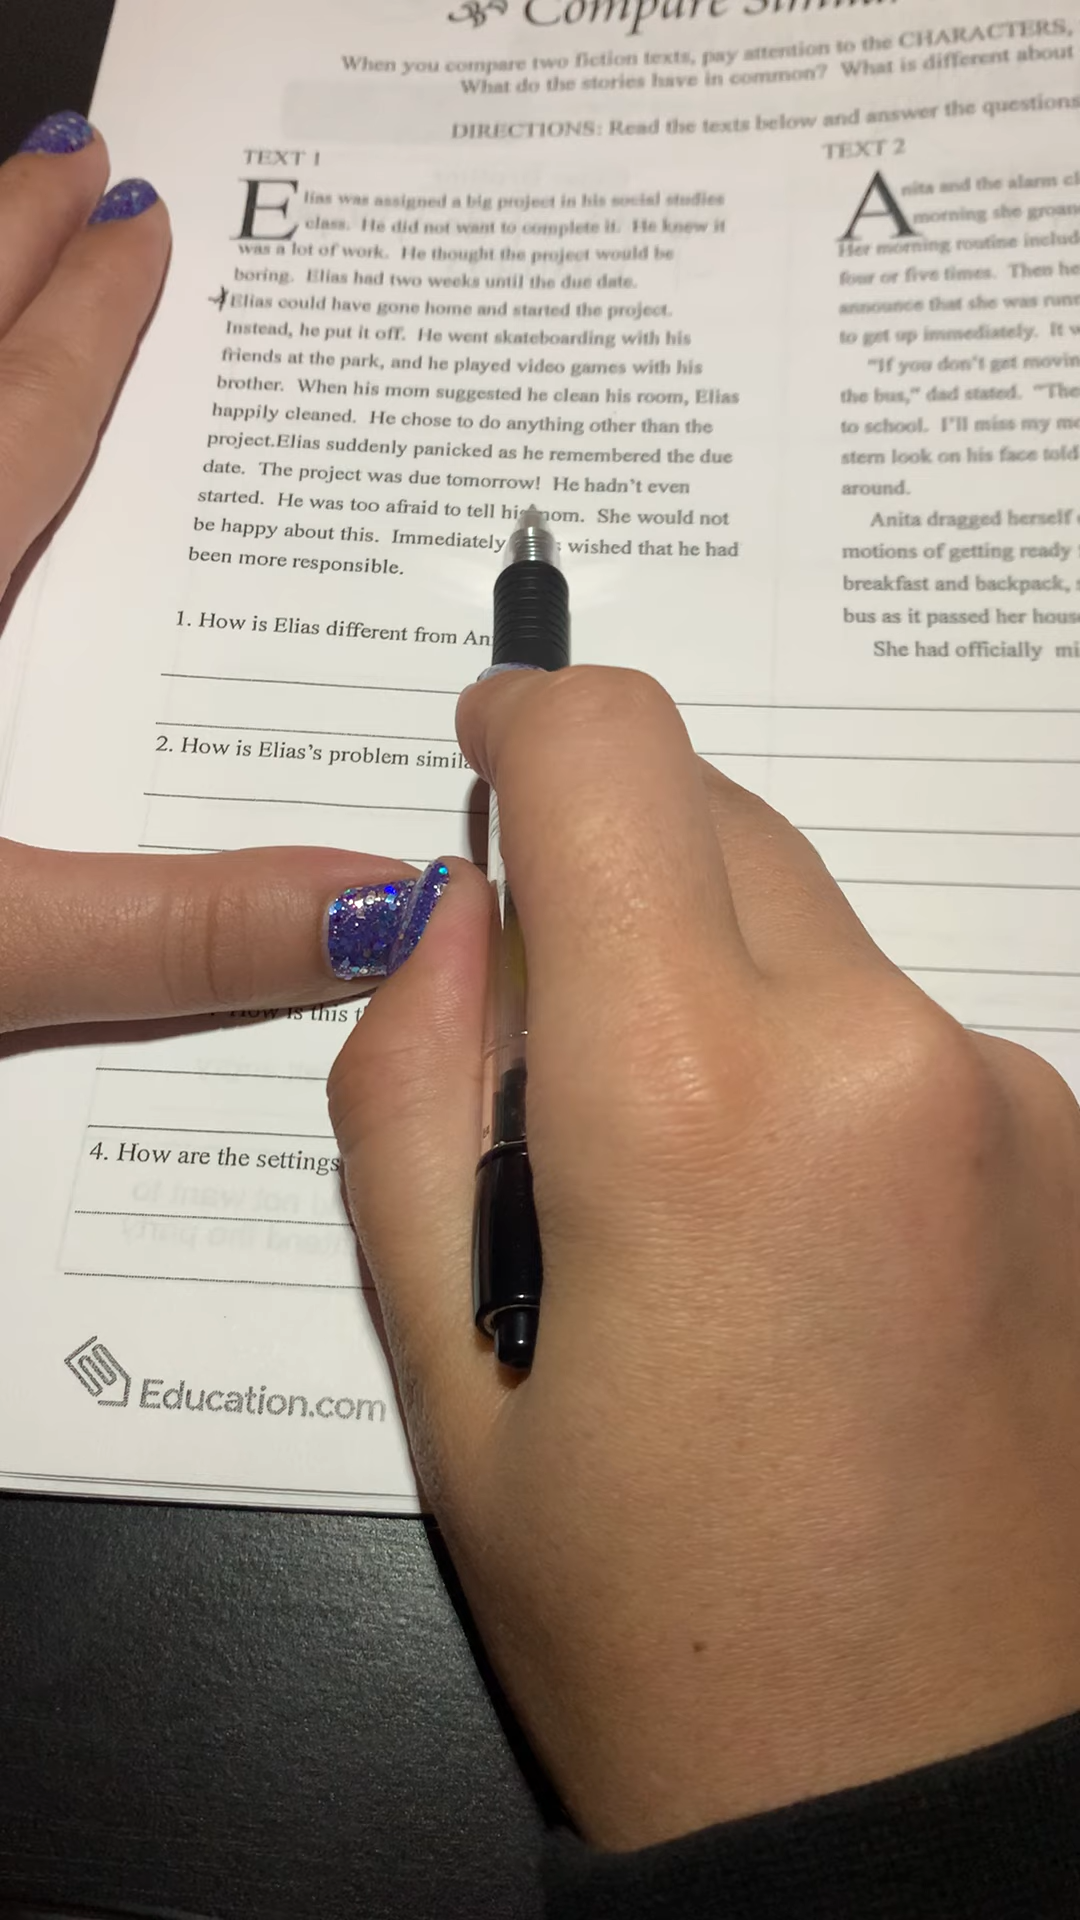 Compare Simil
When you compare two fiction texts, pay attention to the CHARACTERS,
What do the stories have in common? What is different about
DIRECTIONS: Read the texts below and answer the questions
TEXT 1
Elias was assigned a big project in his social studies
class. He did not want to complete it. He knew it
was a lot of work. He thought the project would be
boring. Elias had two weeks until the due date.
Elias could have gone home and started the project.
Instead, he put it off. He went skateboarding with his
friends at the park, and he played video games with his
brother. When his mom suggested he clean his room, Elias
happily cleaned. He chose to do anything other than the
project.Elias suddenly panicked as he remembered the due
date. The project was due tomorrow! He hadn't even
started. He was too afraid to tell his mom. She would not
be happy about this. Immediately wished that he had
been more responsible.
TEXT 2
Anita and the alarm cl
morning she groan
Her morning routine includ
four or five times. Then he
announce that she was runn
to get up immediately. It w
"If you don't get movin
the bus," dad stated. "The
to school. I'll miss my me
stern look on his face told
around.
Anita dragged herself
motions of getting ready
breakfast and backpack, s
bus as it passed her house
She had officially mi
1. How is Elias different from An
2. How is Elias's problem simila
How is this t
4. How are the settings
Education.com